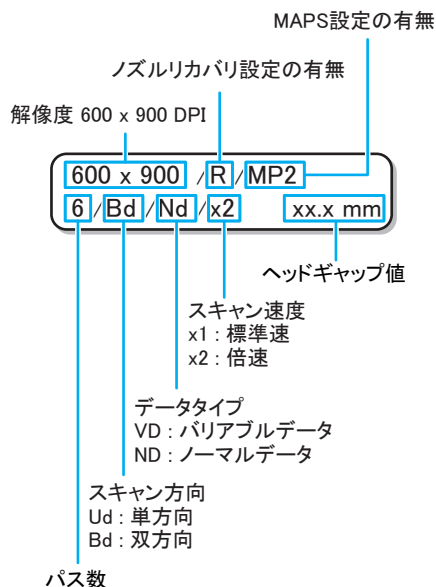 MAPS設定の有無
ノズルリカバリ設定の有無
解像度 600 x 900 DPI
600 x 900 /R/MP2
6/Bd/Nd/x2 xx.x mm
ヘッドギャップ値
スキャン速度
x1 : 標準速
x2 : 倍速
データタイプ
VD : バリアブルデータ
ND : ノーマルデータ
スキャン方向
Ud : 単方向
Bd : 双方向
パス数